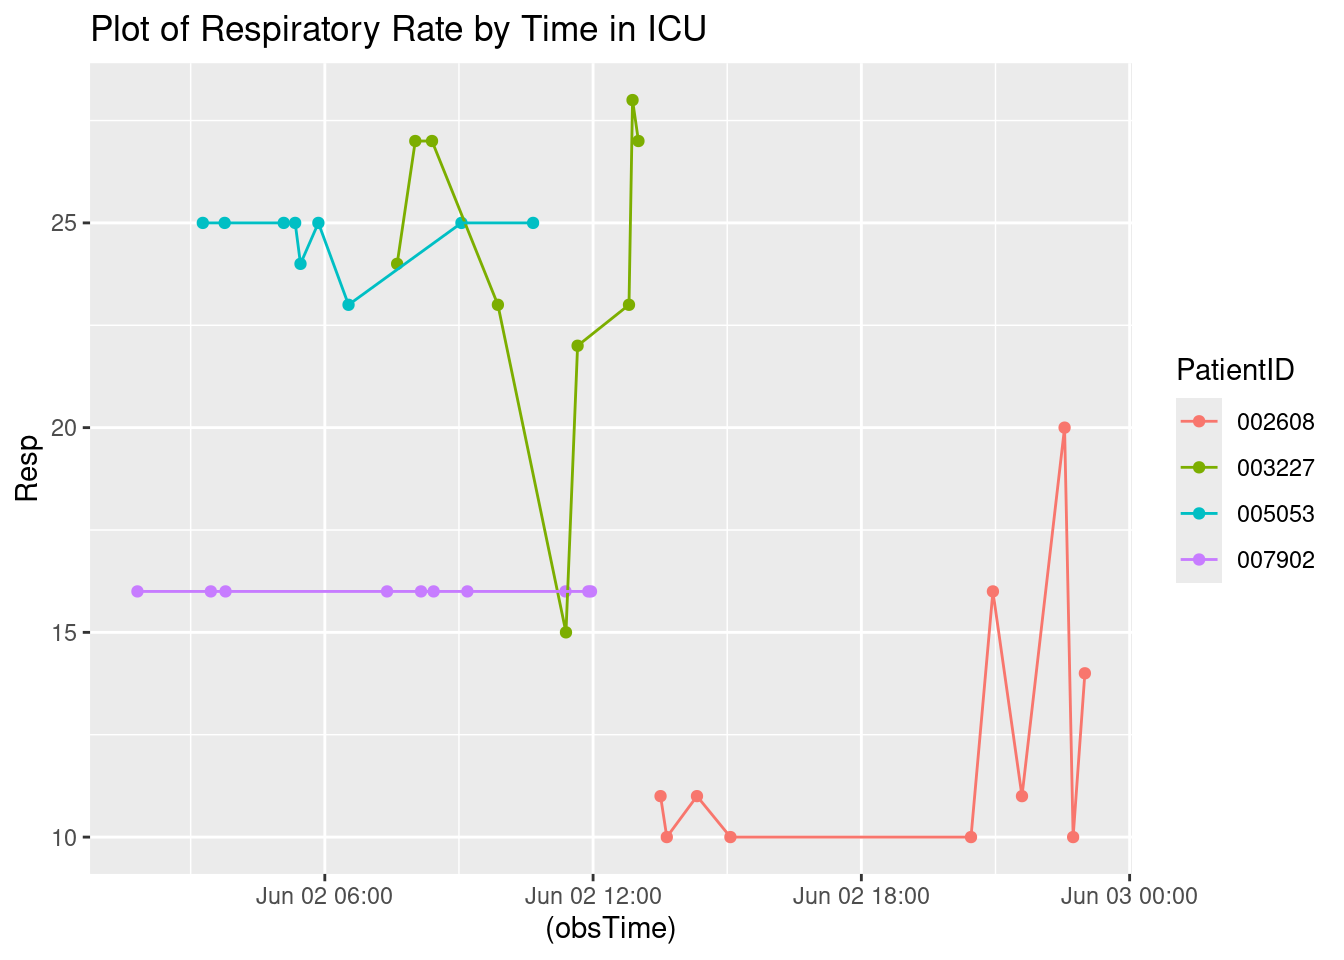 Plot of Respiratory Rate by Time in ICU
Resp
25
20
15
10
Jun 02 06:00
Jun 02 12:00
Jun 02 18:00
Jun 03 00:00
(obsTime)
PatientID
002608
003227
005053
007902